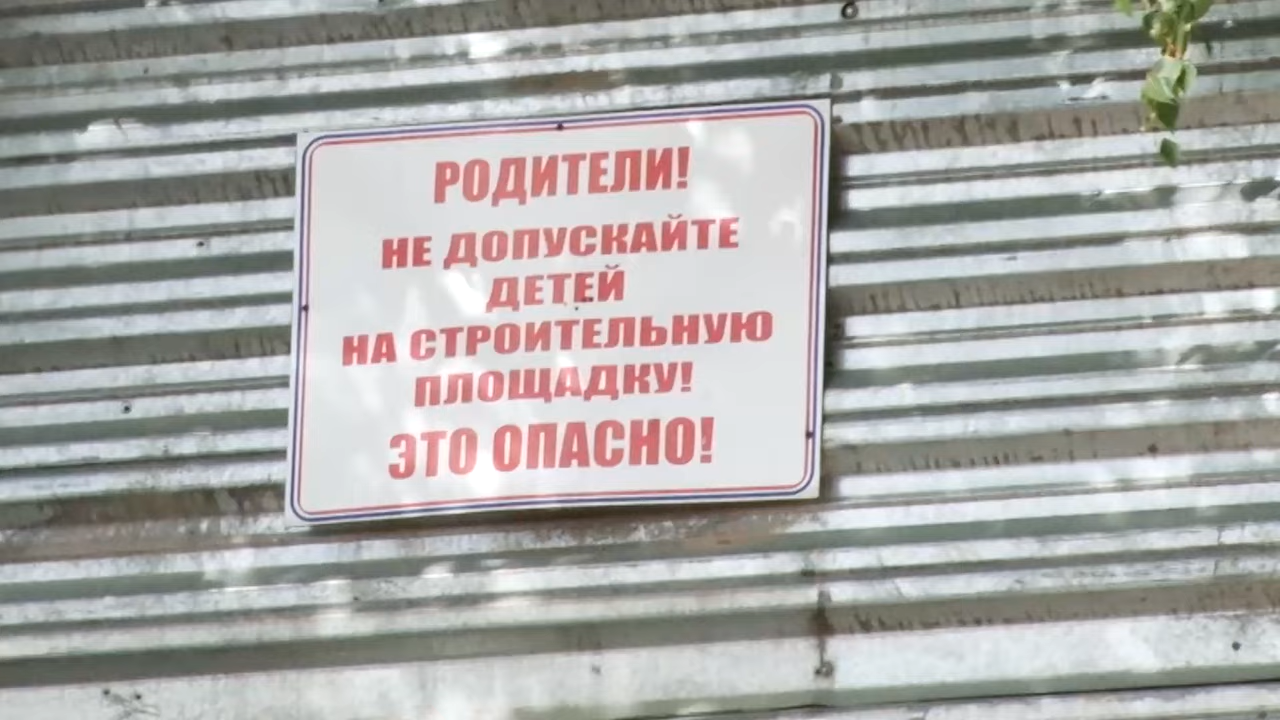 РОДИТЕЛИ!
НЕ ДОПУСКАЙТЕ
ДЕТЕЙ
НА СТРОИТЕЛЬНУЮ
ПЛОЩАДКУ!
ЭТО ОПАСНО!